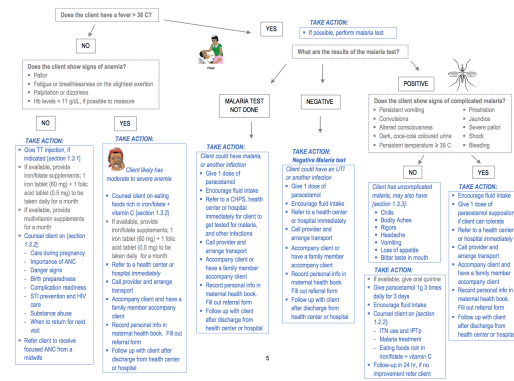 Does the client have a fever > 38 C?
NO
YES
Fever
TAKE ACTION:
▪ If possible, perform malaria test
What are the results of the malaria test?
Does the client show signs of anemia?
▪ Pallor
▪ Fatigue or breathlessness on the slightest exertion
▪ Palpitation or dizziness
▪ Hb levels < 11 g/dL, if possible to measure
NO
YES
MALARIA TEST
NOT DONE
NEGATIVE
POSITIVE
Does the client show signs of complicated malaria?
▪ Persistent vomiting
▪ Convulsions
▪ Altered consciousness
▪ Dark, coca-cola coloured urine
▪ Persistent temperature ≥ 39 C
▪ Prostration
▪ Jaundice
▪ Severe pallor
▪ Shock
▪ Bleeding
NO
YES
TAKE ACTION:
▪ Give TT injection, if
indicated [section 1.3.1]
▪ If available, provide
iron/folate supplements; 1
iron tablet (60 mg) + 1 folic
acid tablet (0.5 mg) to be
taken daily for a month
▪ If available, provide
multivitamin supplements
for a month
▪ Counsel client on [section
1.3.2]:
- Care during pregnancy
- Importance of ANC
- Danger signs
- Birth preparedness
- Complication readiness
- STI prevention and HIV
care
- Substance abuse
- When to return for next
visit
▪ Refer client to receive
focused ANC from a
midwife
TAKE ACTION:
Client likely has
moderate to severe anemia
▪ Counsel client on eating
foods rich in iron/folate +
vitamin C [section 1.3.2]
▪ If available, provide
iron/folate supplements; 1
iron tablet (60 mg) + 1 folic
acid tablet (0.5 mg) to be
taken daily for a month
▪ Refer to a health center or
hospital immediately
▪ Call provider and arrange
transport
▪ Accompany client and have a
family member accompany
client
▪ Record personal info in
maternal health book. Fill out
referral form
▪ Follow up with client after
discharge from health center
or hospital
TAKE ACTION:
Client could have malaria,
or another infection
▪ Give 1 dose of
paracetamol
▪ Encourage fluid intake
▪ Refer to a CHPS, health
center or hospital
immediately for client to
get tested for malaria,
and other infections
▪ Call provider and
arrange transport
▪ Accompany client or
have a family member
accompany client
▪ Record personal info in
maternal health book.
Fill out referral form
▪ Follow up with client
after discharge from
health center or hospital
TAKE ACTION:
Negative Malaria test
Client could have an UTI
or another infection
▪ Give 1 dose of
paracetamol
▪ Encourage fluid intake
▪ Refer to a health center
or hospital immediately
▪ Call provider and
arrange transport
▪ Accompany client or
have a family member
accompany client
▪ Record personal info in
maternal health book.
Fill out referral form
▪ Follow up with client
after discharge from
health center or hospital
Client has uncomplicated
malaria, may also have
[section 1.3.3]:
▪ Chills
▪ Bodily Aches
▪ Rigors
▪ Headache
▪ Vomiting
▪ Loss of appetite
▪ Bitter taste in mouth
TAKE ACTION:
▪ If available, give oral quinine
▪ Give paracetamol 1g 3 times
daily for 3 days
▪ Encourage fluid intake
▪ Counsel client on [section
1.2.2]
- ITN use and IPTp
- Malaria treatment
- Eating foods rich in
iron/folate + vitamin C
▪ Follow-up in 24 hr, if no
improvement refer client
TAKE ACTION:
▪ Encourage fluid intake
▪ Give 1 dose of
paracetamol suppositor
if client can tolerate
▪ Refer to a health center
or hospital immediately
▪ Call provider and
arrange transport
▪ Accompany client and
have a family member
accompany client
▪ Record personal info in
maternal health book.
Fill out referral form
▪ Follow up with client
after discharge from
health center or hospital
5